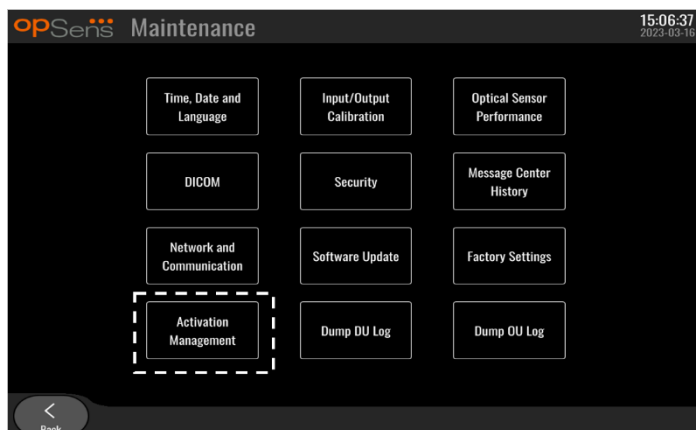 opSens Maintenance
15:06:37
2023-03-16
Time, Date and
Language
Input/Output
Calibration
Optical Sensor
Performance
DICOM
Security
Message Center
History
Network and
Communication
Software Update
Factory Settings
Activation
Management
Dump DU Log
Dump OU Log
Back